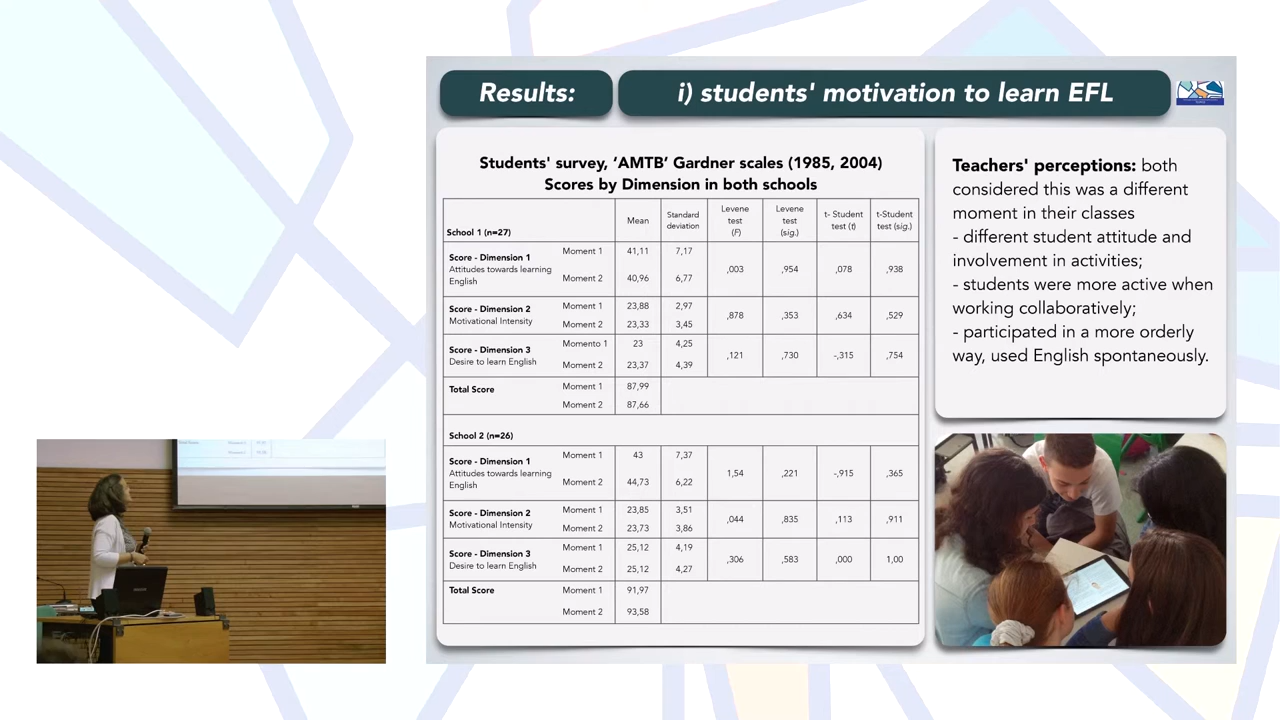 Results:
i) students' motivation to learn EFL
Students' survey, ‘AMTB’ Gardner scales (1985, 2004)
Scores by Dimension in both schools
School 1 (n=27) Mean Standard deviation Levene test (F) Levene test (sig.) t- Student test (t) t-Student test (sig.)
Score - Dimension 1 Moment 1 41,11 7,17
Attitudes towards learning ,003 ,954 ,078 ,938
English Moment 2 40,96 6,77
Score - Dimension 2 Moment 1 23,88 2,97 ,878 ,353 ,634 ,529
Motivational Intensity Moment 2 23,33 3,45
Score - Dimension 3 Momento 1 23 4,25 ,121 ,730 -,315 ,754
Desire to learn English Moment 2 23,37 4,39
Total Score Moment 1 87,99
Moment 2 87,66
School 2 (n=26)
Score - Dimension 1 Moment 1 43 7,37
Attitudes towards learning 1,54 ,221 -,915 ,365
English Moment 2 44,73 6,22
Score - Dimension 2 Moment 1 23,85 3,51 ,044 ,835 ,113 ,911
Motivational Intensity Moment 2 23,73 3,86
Score - Dimension 3 Moment 1 25,12 4,19 ,306 ,583 ,000 1,00
Desire to learn English Moment 2 25,12 4,27
Total Score Moment 1 91,97
Moment 2 93,58
Teachers' perceptions: both
considered this was a different
moment in their classes
- different student attitude and
involvement in activities;
- students were more active when
working collaboratively;
- participated in a more orderly
way, used English spontaneously.